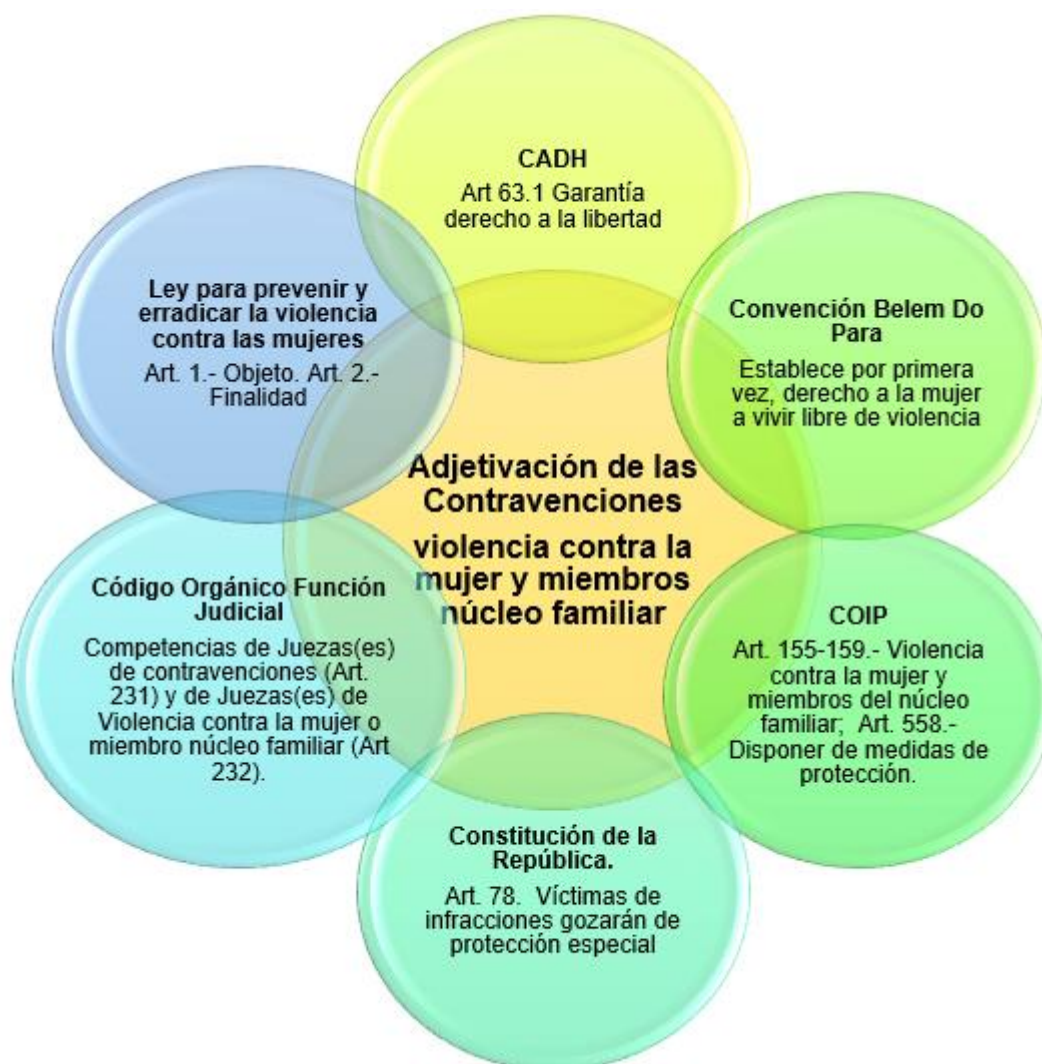 CADH
Art 63.1 Garantía
derecho a la libertad
Ley para prevenir y
erradicar la violencia
contra las mujeres
Art. 1.- Objeto. Art. 2.-
Finalidad
Convención Belem Do
Para
Establece por primera
vez, derecho a la mujer
a vivir libre de violencia
Adjetivación de las
Contravenciones
violencia contra la
mujer y miembros
núcleo familiar
Código Orgánico Función
Judicial
Competencias de Juezas(es)
de contravenciones (Art.
231) y de Juezas(es) de
Violencia contra la mujer o
miembro núcleo familiar (Art
232).
COIP
Art. 155-159.- Violencia
contra la mujer y
miembros del núcleo
familiar;  Art. 558.-
Disponer de medidas de
protección.
Constitución de la
República.
Art. 78.  Víctimas de
infracciones gozarán de
protección especial